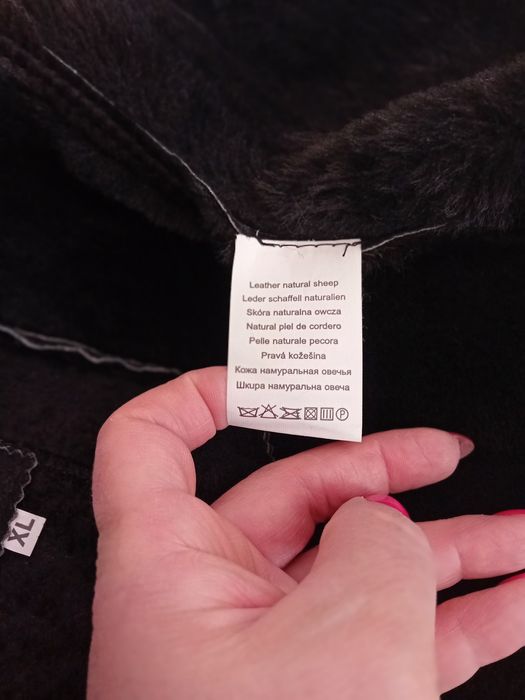 Leather natural sheep
Leder schaffell naturalien
Skóra naturalna owcza
Natural piel de cordero
Pelle naturale pecora
Pravá kožešina
Кожа намуральная овечья
Шкира намуральна овеча
P
XL